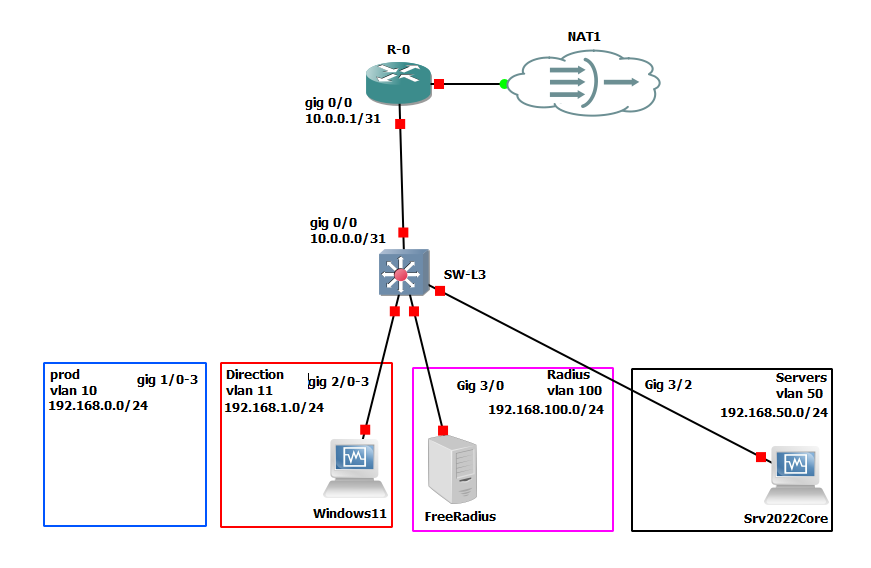 NAT1
R-0
gig 0/0
10.0.0.1/31
gig 0/0
10.0.0.0/31
SW-L3
prod
vlan 10
192.168.0.0/24
gig 1/0-3
Direction
vlan 11
192.168.1.0/24
gig 2/0-3
Windows11
Gig 3/0
Radius
vlan 100
192.168.100.0/24
FreeRadius
Gig 3/2
Servers
vlan 50
192.168.50.0/24
Srv2022Core